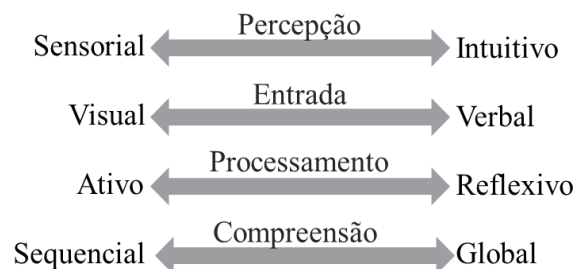 Percepção
Sensorial Intuitivo
Entrada
Visual Verbal
Processamento
Ativo Reflexivo
Compreensão
Sequencial Global